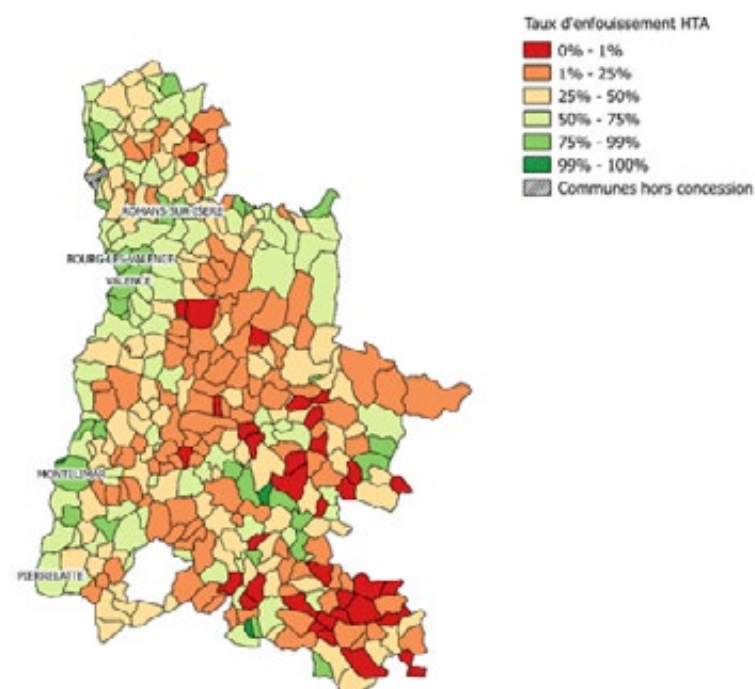 Taux d'enfouissement HTA
0% - 1%
1% - 25%
25% - 50%
50% - 75%
75% - 99%
99% - 100%
Communes hors concession
ROMANS-SUR-ISERE
BOURG-LES-VALENCE
VALENCE
MONTELIMAR
PIERRELATTE